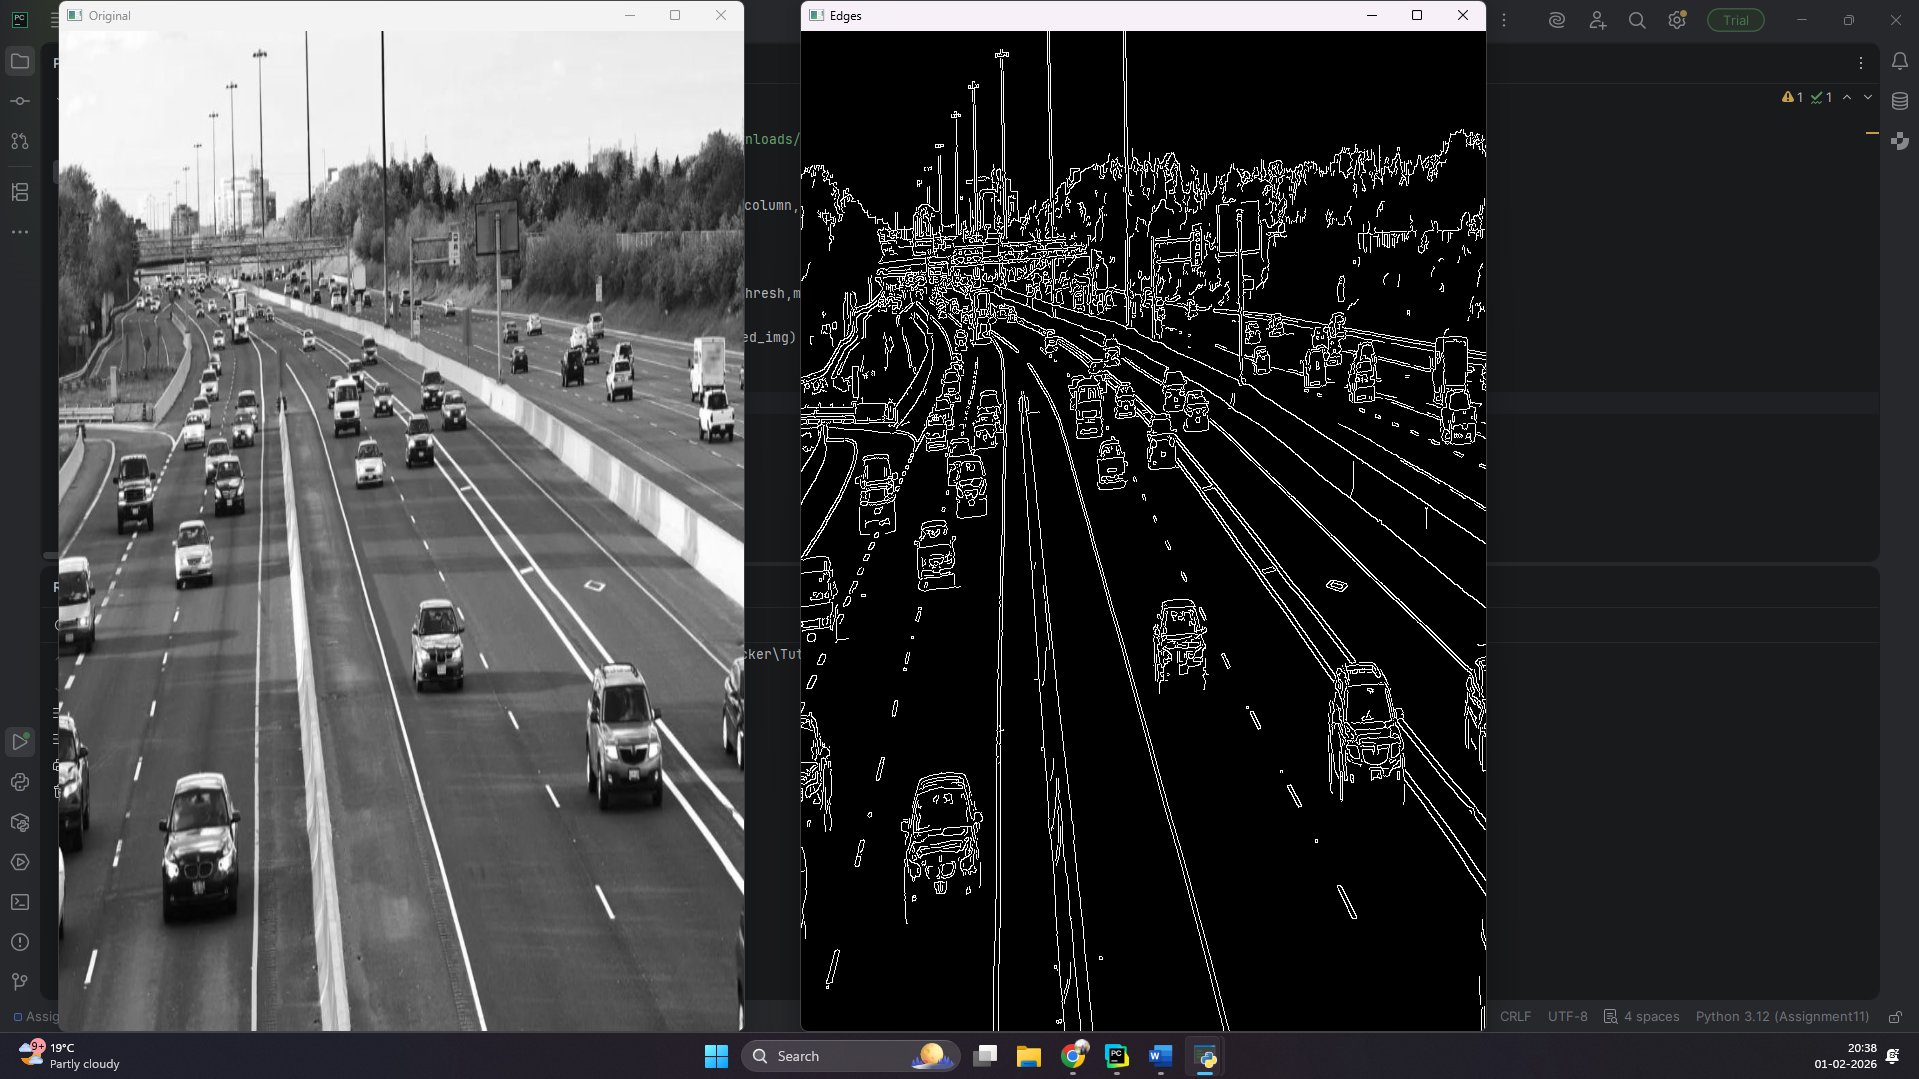 Original
Edges
Trial
1
1
nloads/
column,
hresh,m
ed_img)
cker\Tut
Assig
CRLF
UTF-8
4 spaces
Python 3.12 (Assignment11)
9+
19°C
Partly cloudy
Search
20:38
01-02-2026